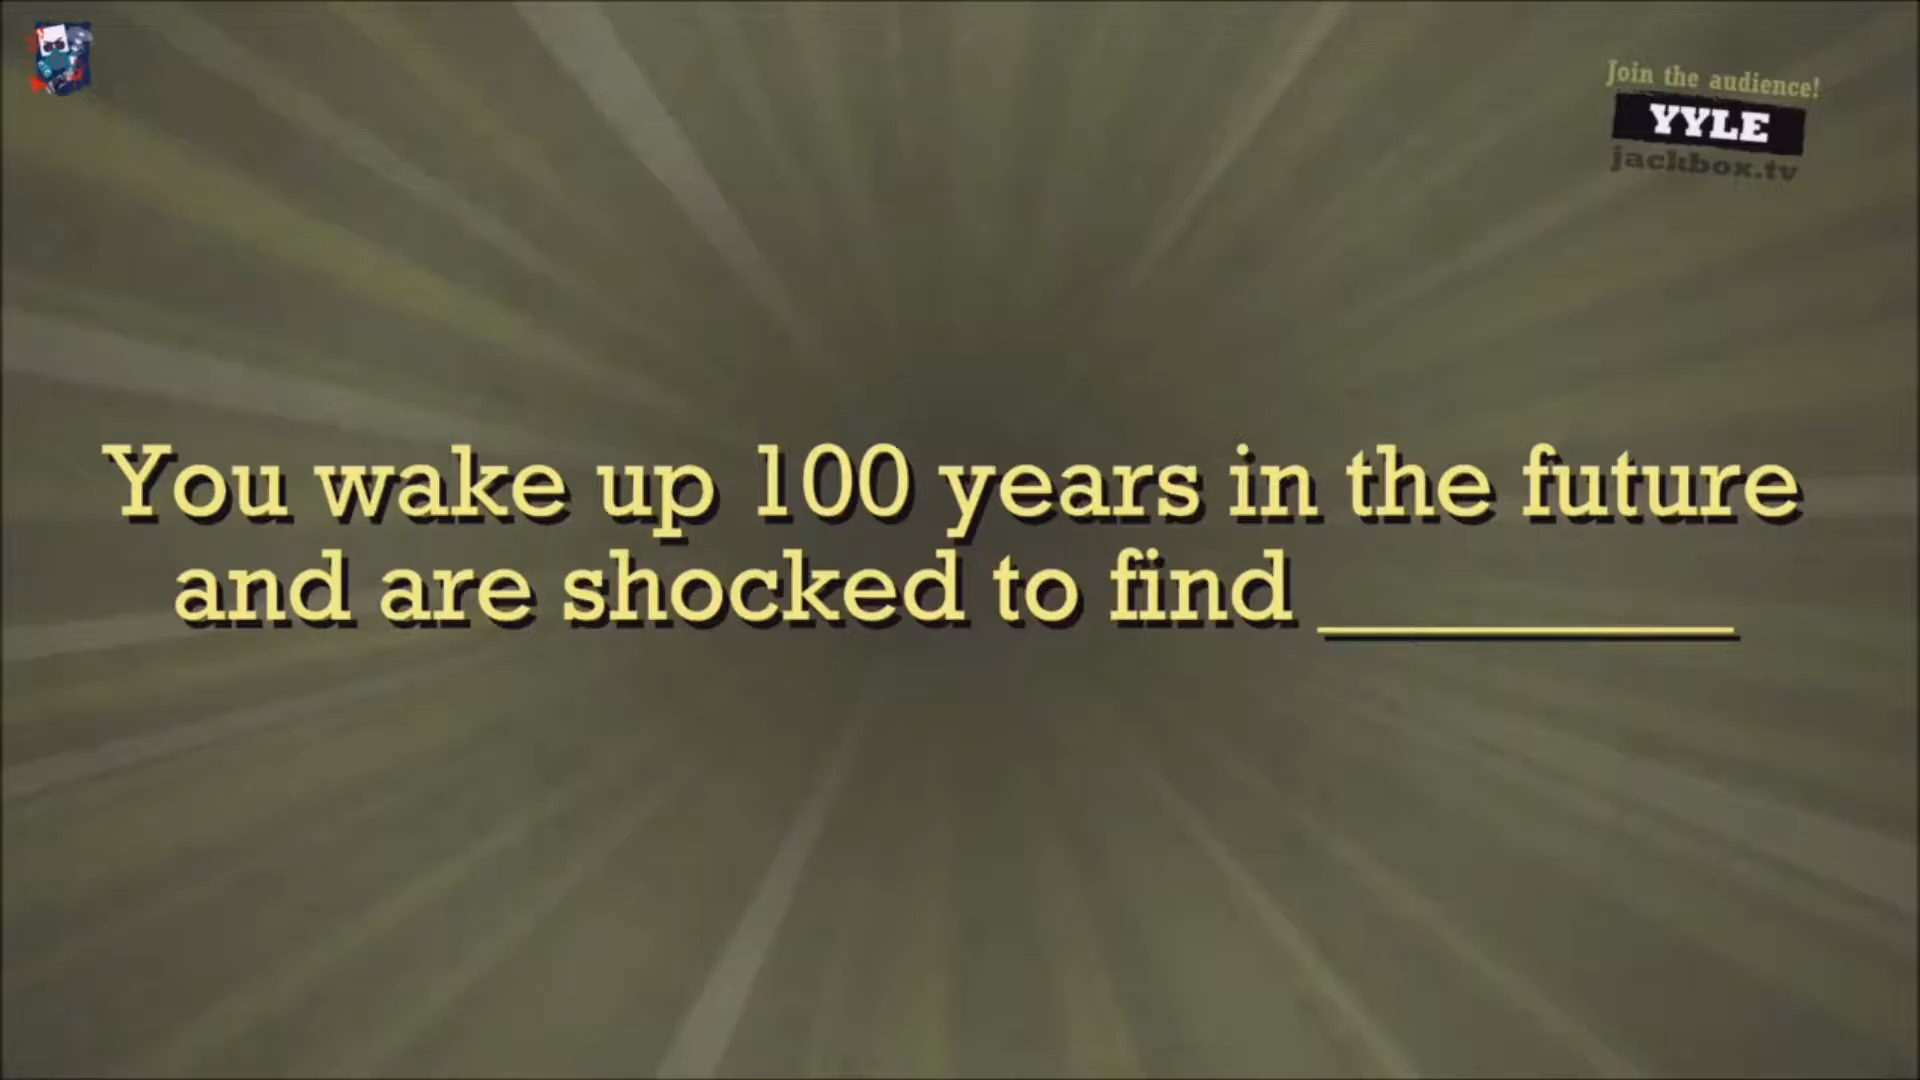 Join the audience!
YYLE
jackbox.tv
You wake up 100 years in the future
and are shocked to find __________